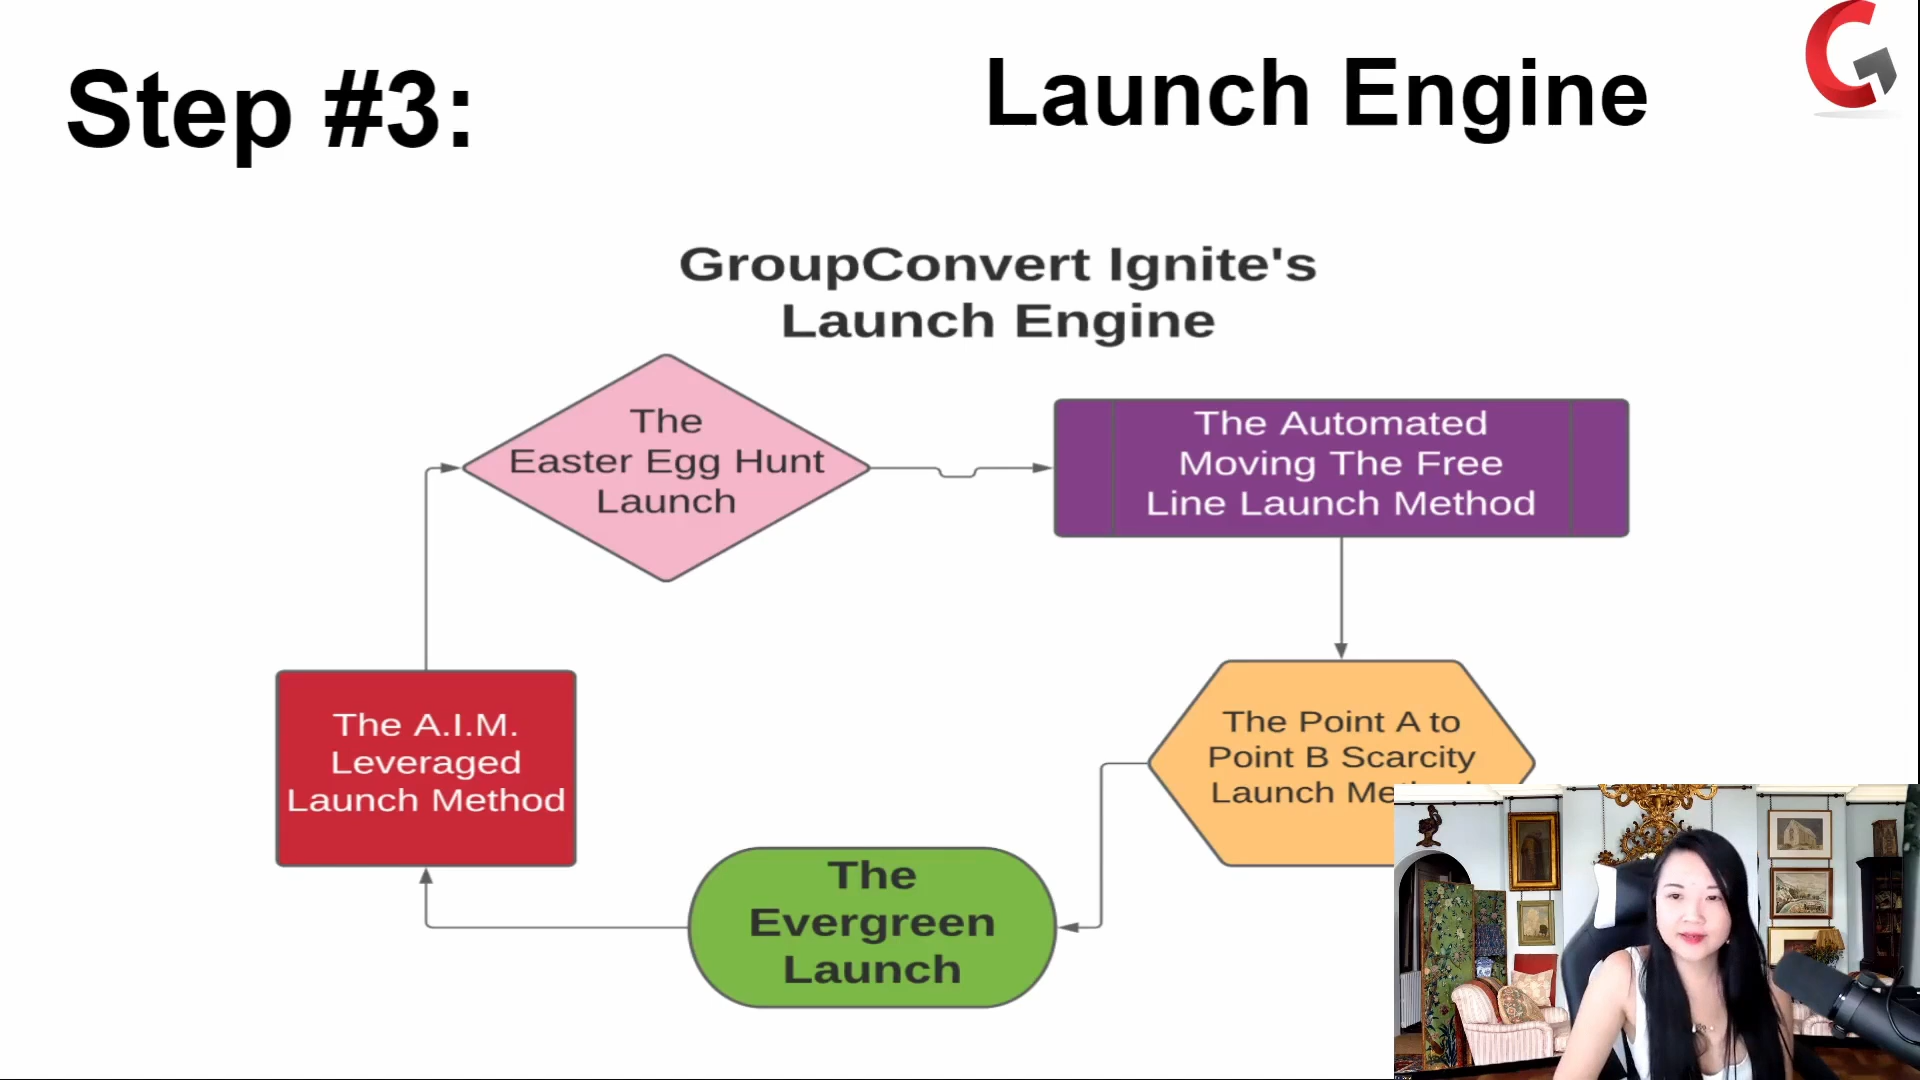 Step #3:
Launch Engine
GroupConvert Ignite's
Launch Engine
The
Easter Egg Hunt
Launch
The Automated
Moving The Free
Line Launch Method
The A.I.M.
Leveraged
Launch Method
The Point A to
Point B Scarcity
Launch
The
Evergreen
Launch